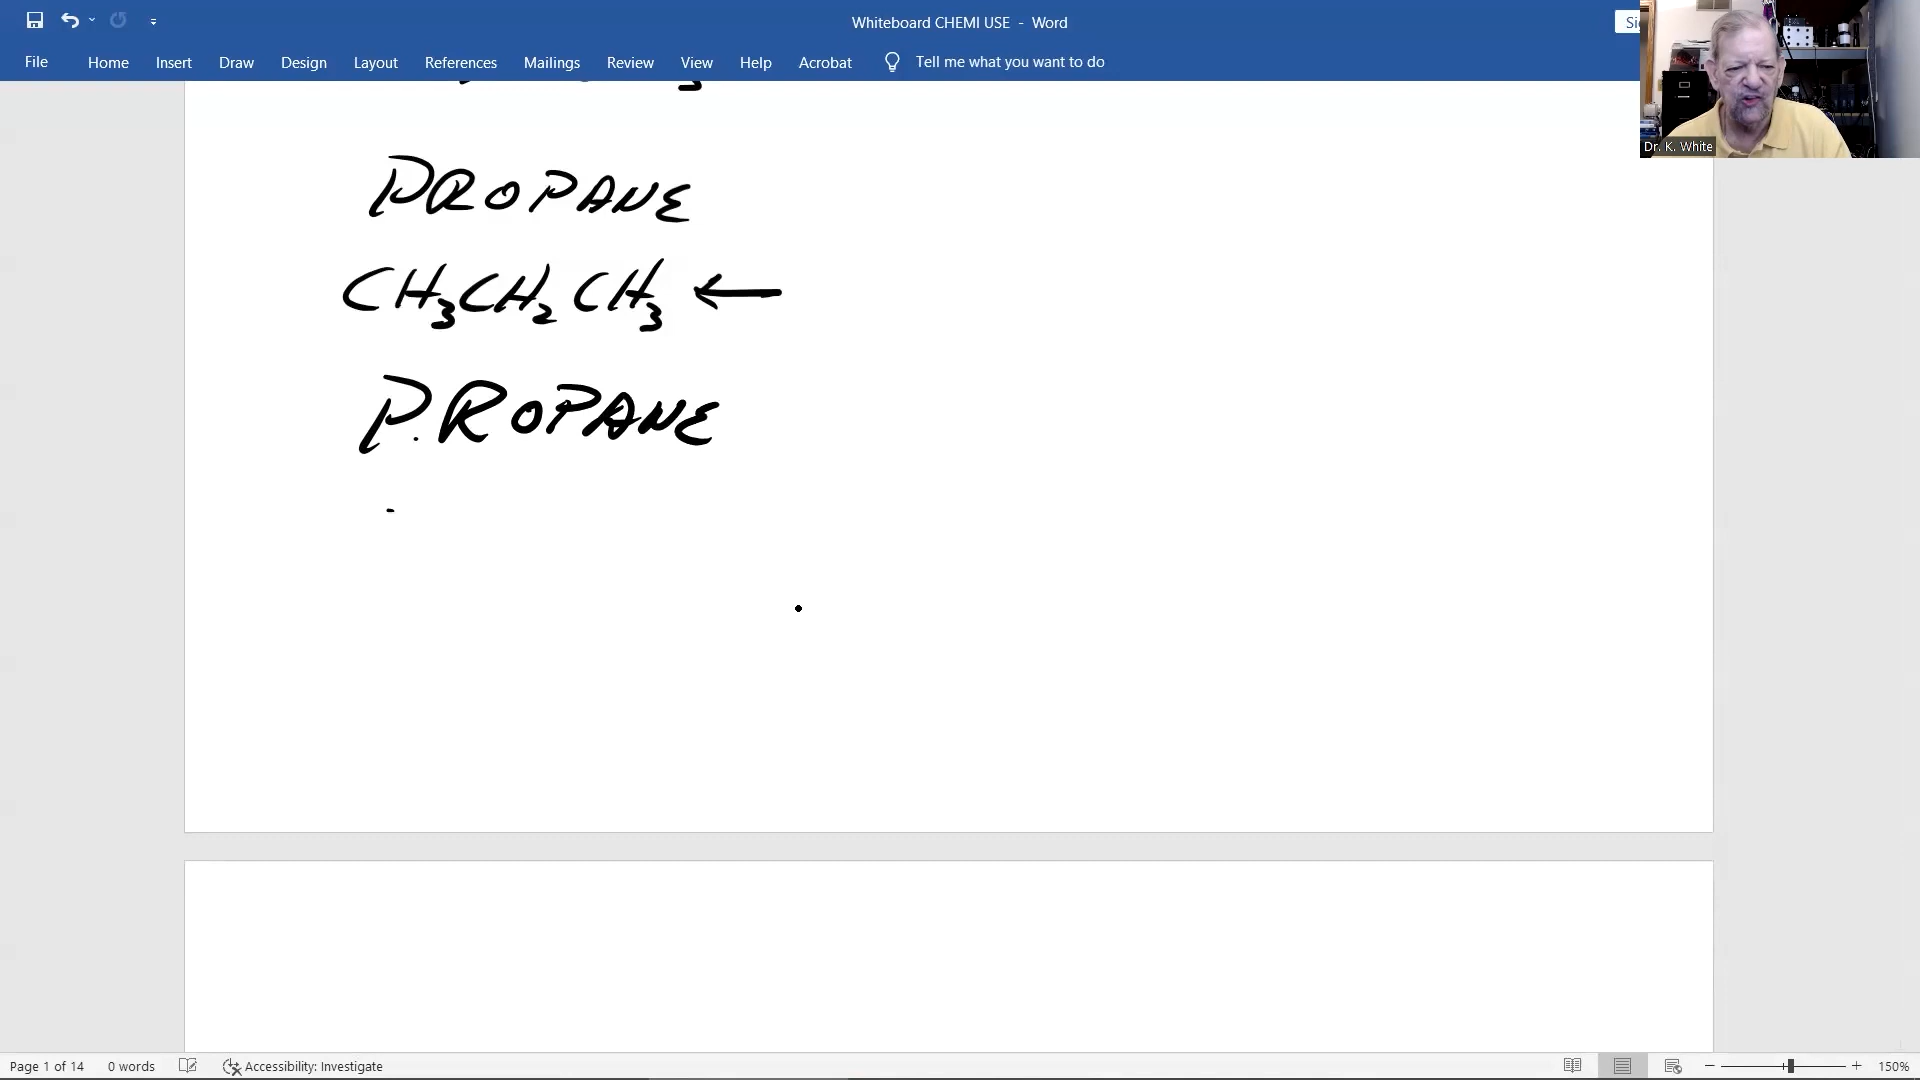 Whiteboard CHEMI USE - Word
File Home Insert Draw Design Layout References Mailings Review View Help Acrobat Tell me what you want to do
Dr. K. White
PROPANE
CH₃CH₂CH₃ ←
P.ROPANE
Page 1 of 14 0 words Accessibility: Investigate 150%